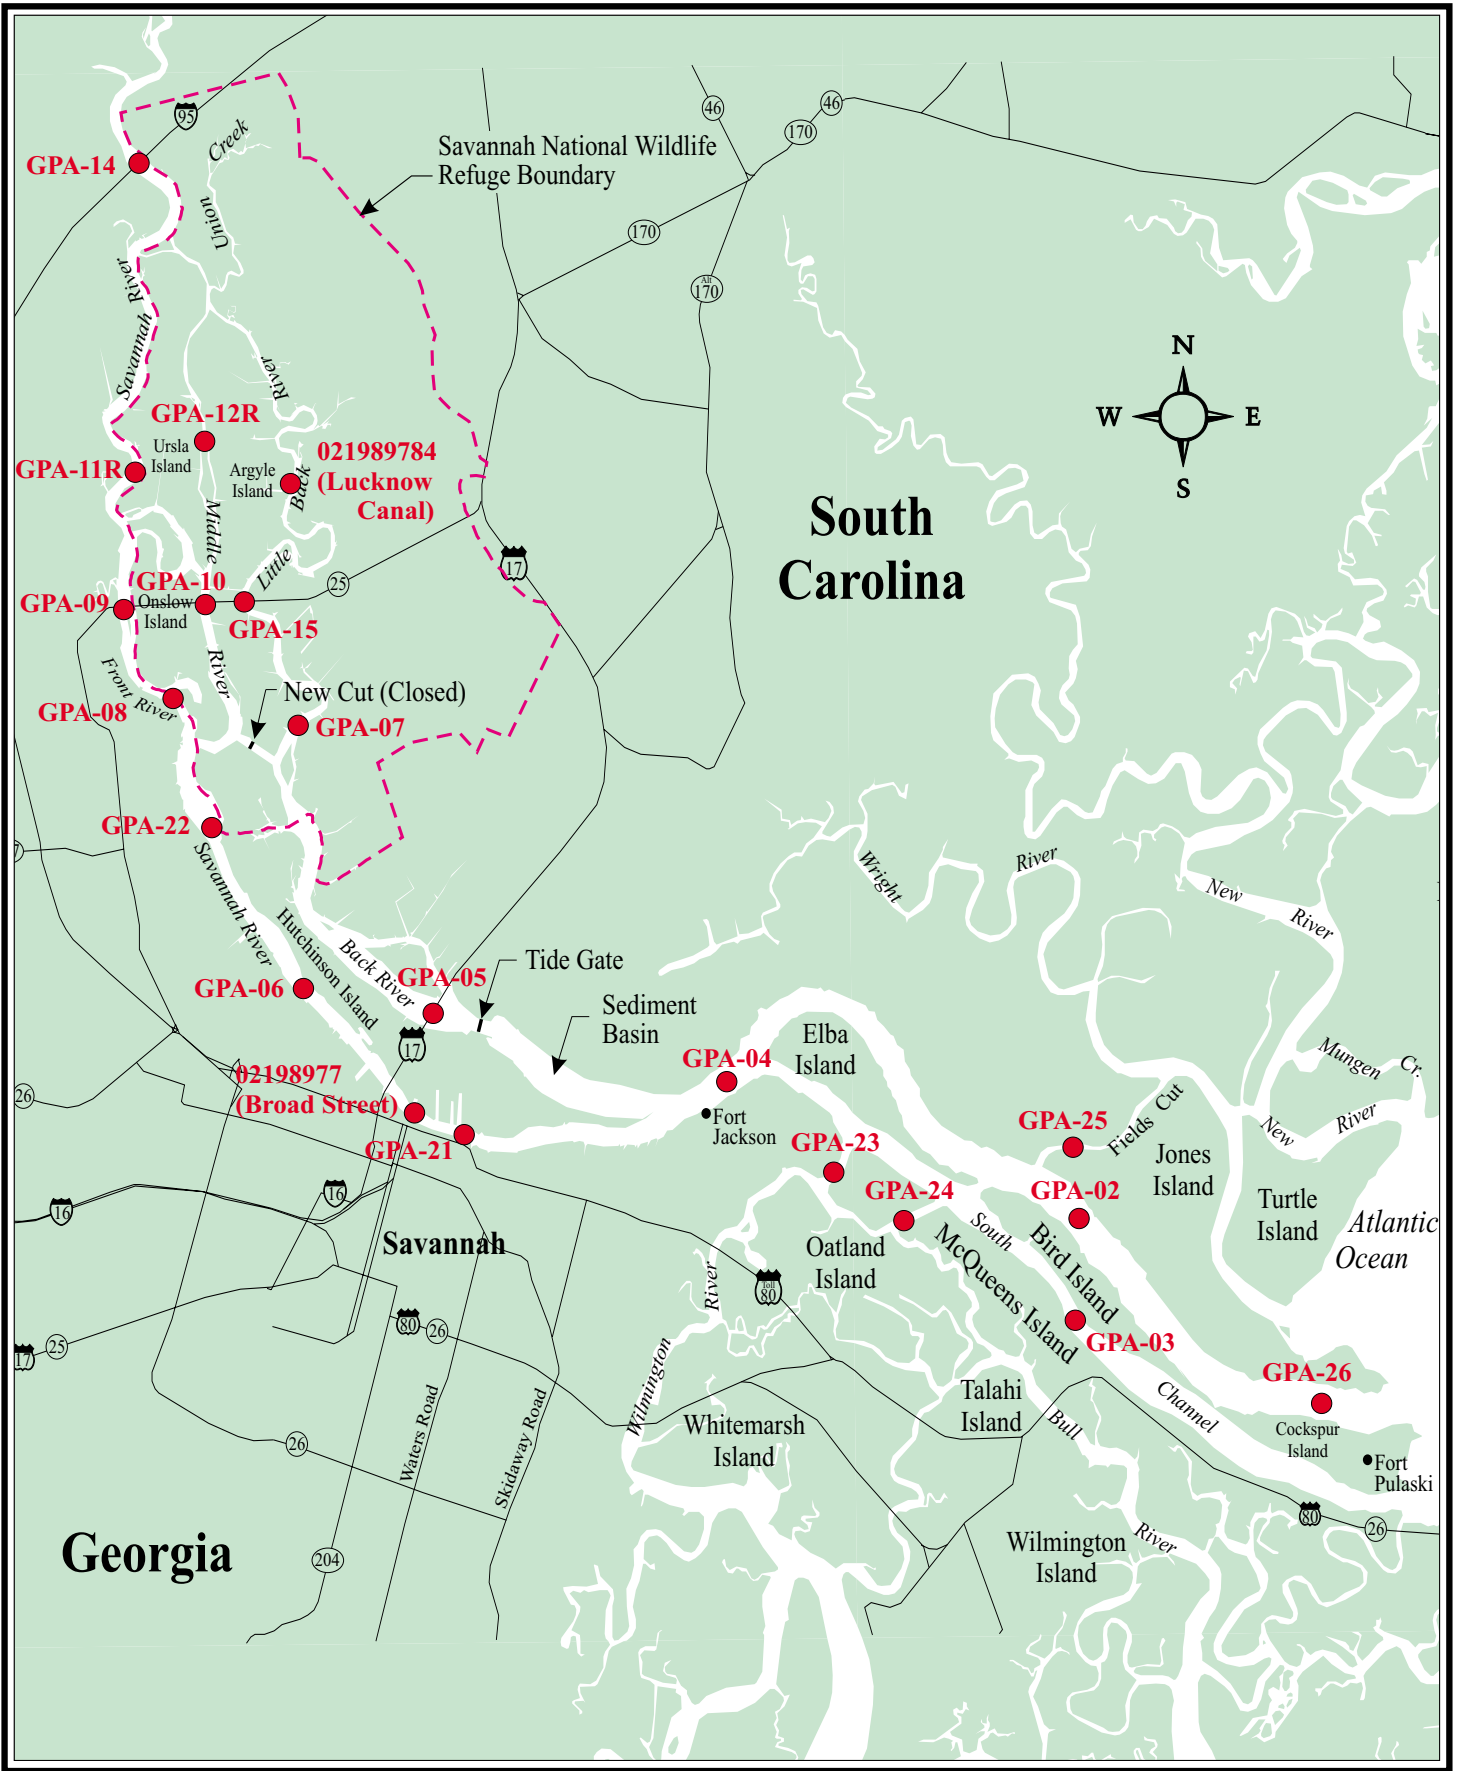 46
46
170
95
Creek
Savannah National Wildlife
Refuge Boundary
GPA-14
Union
170
Alt
170
Savannah River
N
W
E
S
River
GPA-12R
Ursla
Island
021989784
(Lucknow
Canal)
GPA-11R
Argyle
Island
Back
South
Carolina
Middle
17
Little
25
GPA-10
GPA-09
Onslow
Island
GPA-15
River
Front River
New Cut (Closed)
GPA-08
GPA-07
GPA-22
Savannah River
Wright
River
New
River
Hutchinson Island
Back River
GPA-05
Tide Gate
GPA-06
Sediment
Basin
17
Elba
Island
GPA-04
Mungen
Cr.
02198977
(Broad Street)
26
Fort
Jackson
GPA-21
GPA-23
GPA-25
Fields Cut
New
River
Jones
Island
16
16
GPA-24
GPA-02
Turtle
Island
Atlantic
Ocean
Savannah
South
Bird Island
McQueens Island
Oatland
Island
River
Toll
80
80
26
25
17
GPA-03
GPA-26
Wilmington
Talahi
Island
Channel
Waters Road
Skidaway Road
Whitemarsh
Island
Bull
Cockspur
Island
26
Fort
Pulaski
80
26
Georgia
204
Wilmington
Island
River